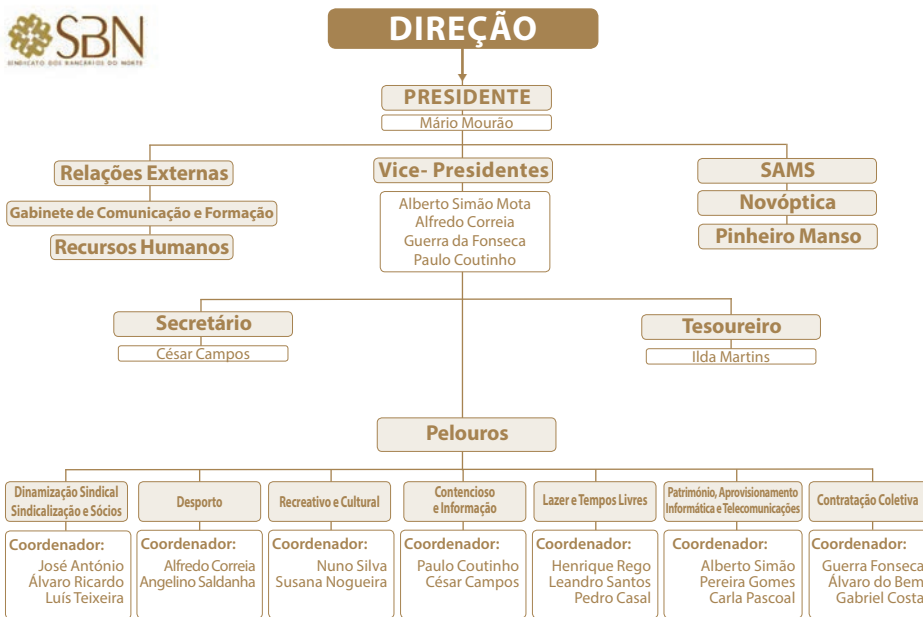 SBN
SINDICATO DOS BANCÁRIOS DO NORTE
DIREÇÃO
PRESIDENTE
Mário Mourão
Relações Externas
Gabinete de Comunicação e Formação
Recursos Humanos
Vice- Presidentes
Alberto Simão Mota
Alfredo Correia
Guerra da Fonseca
Paulo Coutinho
SAMS
Novóptica
Pinheiro Manso
Secretário
César Campos
Tesoureiro
Ilda Martins
Pelouros
Dinamização Sindical
Sindicalização e Sócios
Coordenador:
José António
Álvaro Ricardo
Luís Teixeira
Desporto
Coordenador:
Alfredo Correia
Angelino Saldanha
Recreativo e Cultural
Coordenador:
Nuno Silva
Susana Nogueira
Contencioso
e Informação
Coordenador:
Paulo Coutinho
César Campos
Lazer e Tempos Livres
Coordenador:
Henrique Rego
Leandro Santos
Pedro Casal
Património, Aprovisionamento
Informática e Telecomunicações
Coordenador:
Alberto Simão
Pereira Gomes
Carla Pascoal
Contratação Coletiva
Coordenador:
Guerra Fonseca
Álvaro do Bem
Gabriel Costa